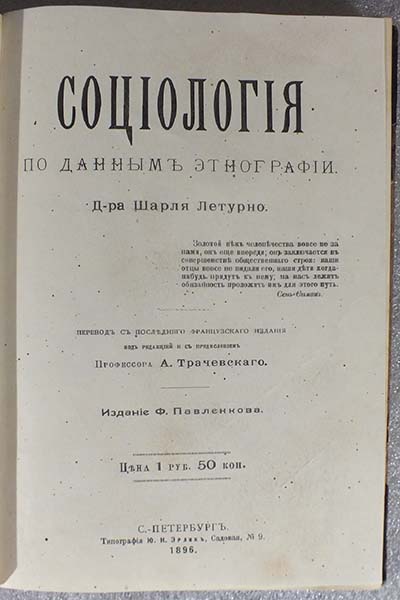 СОЦІОЛОГІЯ
ПО ДАННЫМЪ ЭТНОГРАФІИ.
Д-ра Шарля Летурно.
Золотой вѣкъ человѣчества вовсе не за
нами, онъ еще впереди; онъ заключается въ
совершенствѣ общественнаго строя: наши
отцы вовсе не видали его, наши дѣти когда-
нибудь придутъ къ нему; на насъ лежитъ
обязанность проложить имъ для этого путь.
Сенъ-Симонъ.
ПЕРЕВОДЪ СЪ ПОСЛѢДНЯГО ФРАНЦУЗСКАГО ИЗДАНІЯ
ПОДЪ РЕДАКЦІЕЙ И СЪ ПРЕДИСЛОВІЕМЪ
Профессора А. Трачевскаго.
Изданіе Ф. Павленкова.
Цѣна 1 руб. 50 коп.
С.-ПЕТЕРБУРГЪ.
Типографія Ю. Н. Эрлихъ, Садовая, № 9.
1896.